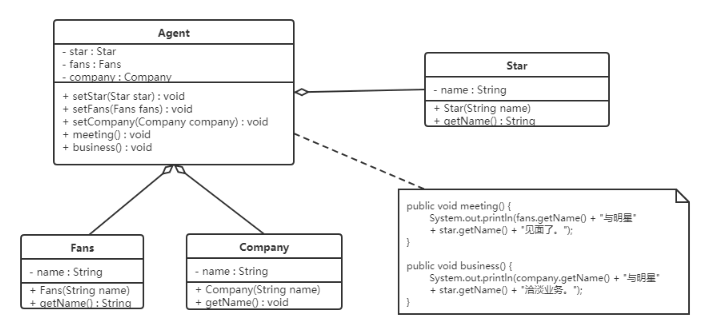 Agent
- star : Star
- fans : Fans
- company : Company
+ setStar(Star star) : void
+ setFans(Fans fans) : void
+ setCompany(Company company) : void
+ meeting() : void
+ business() : void
Star
- name : String
+ Star(String name)
+ getName() : String
Fans
- name : String
+ Fans(String name)
+ getName() : String
Company
- name : String
+ Company(String name)
+ getName() : void
public void meeting() {
System.out.println(fans.getName() + "与明星"
+ star.getName() + "见面了。");
}
public void business() {
System.out.println(company.getName() + "与明星"
+ star.getName() + "洽淡业务。");
}